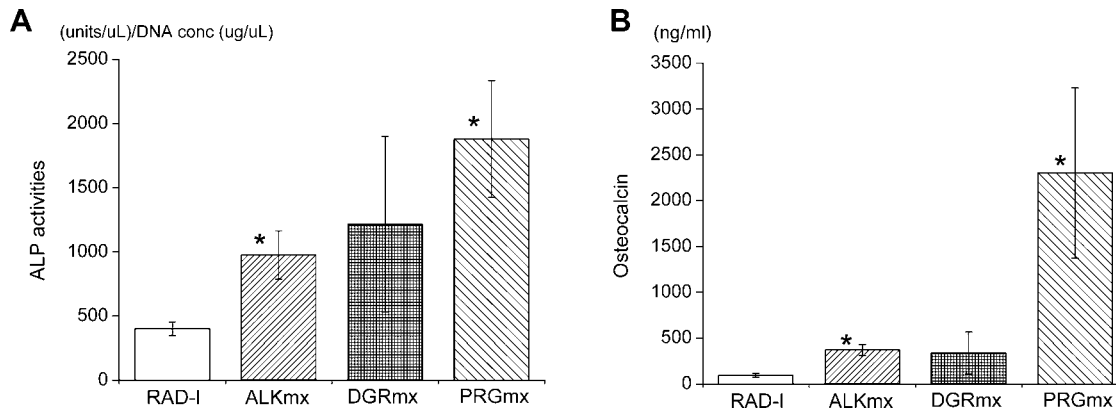 A
(units/uL)/DNA conc (ug/uL)
2500
2000
1500
1000
500
0
ALP activities
*
*
RAD-I ALKmx DGRmx PRGmx
B
(ng/ml)
3500
3000
2500
2000
1500
1000
500
0
Osteocalcin
*
*
RAD-I ALKmx DGRmx PRGmx